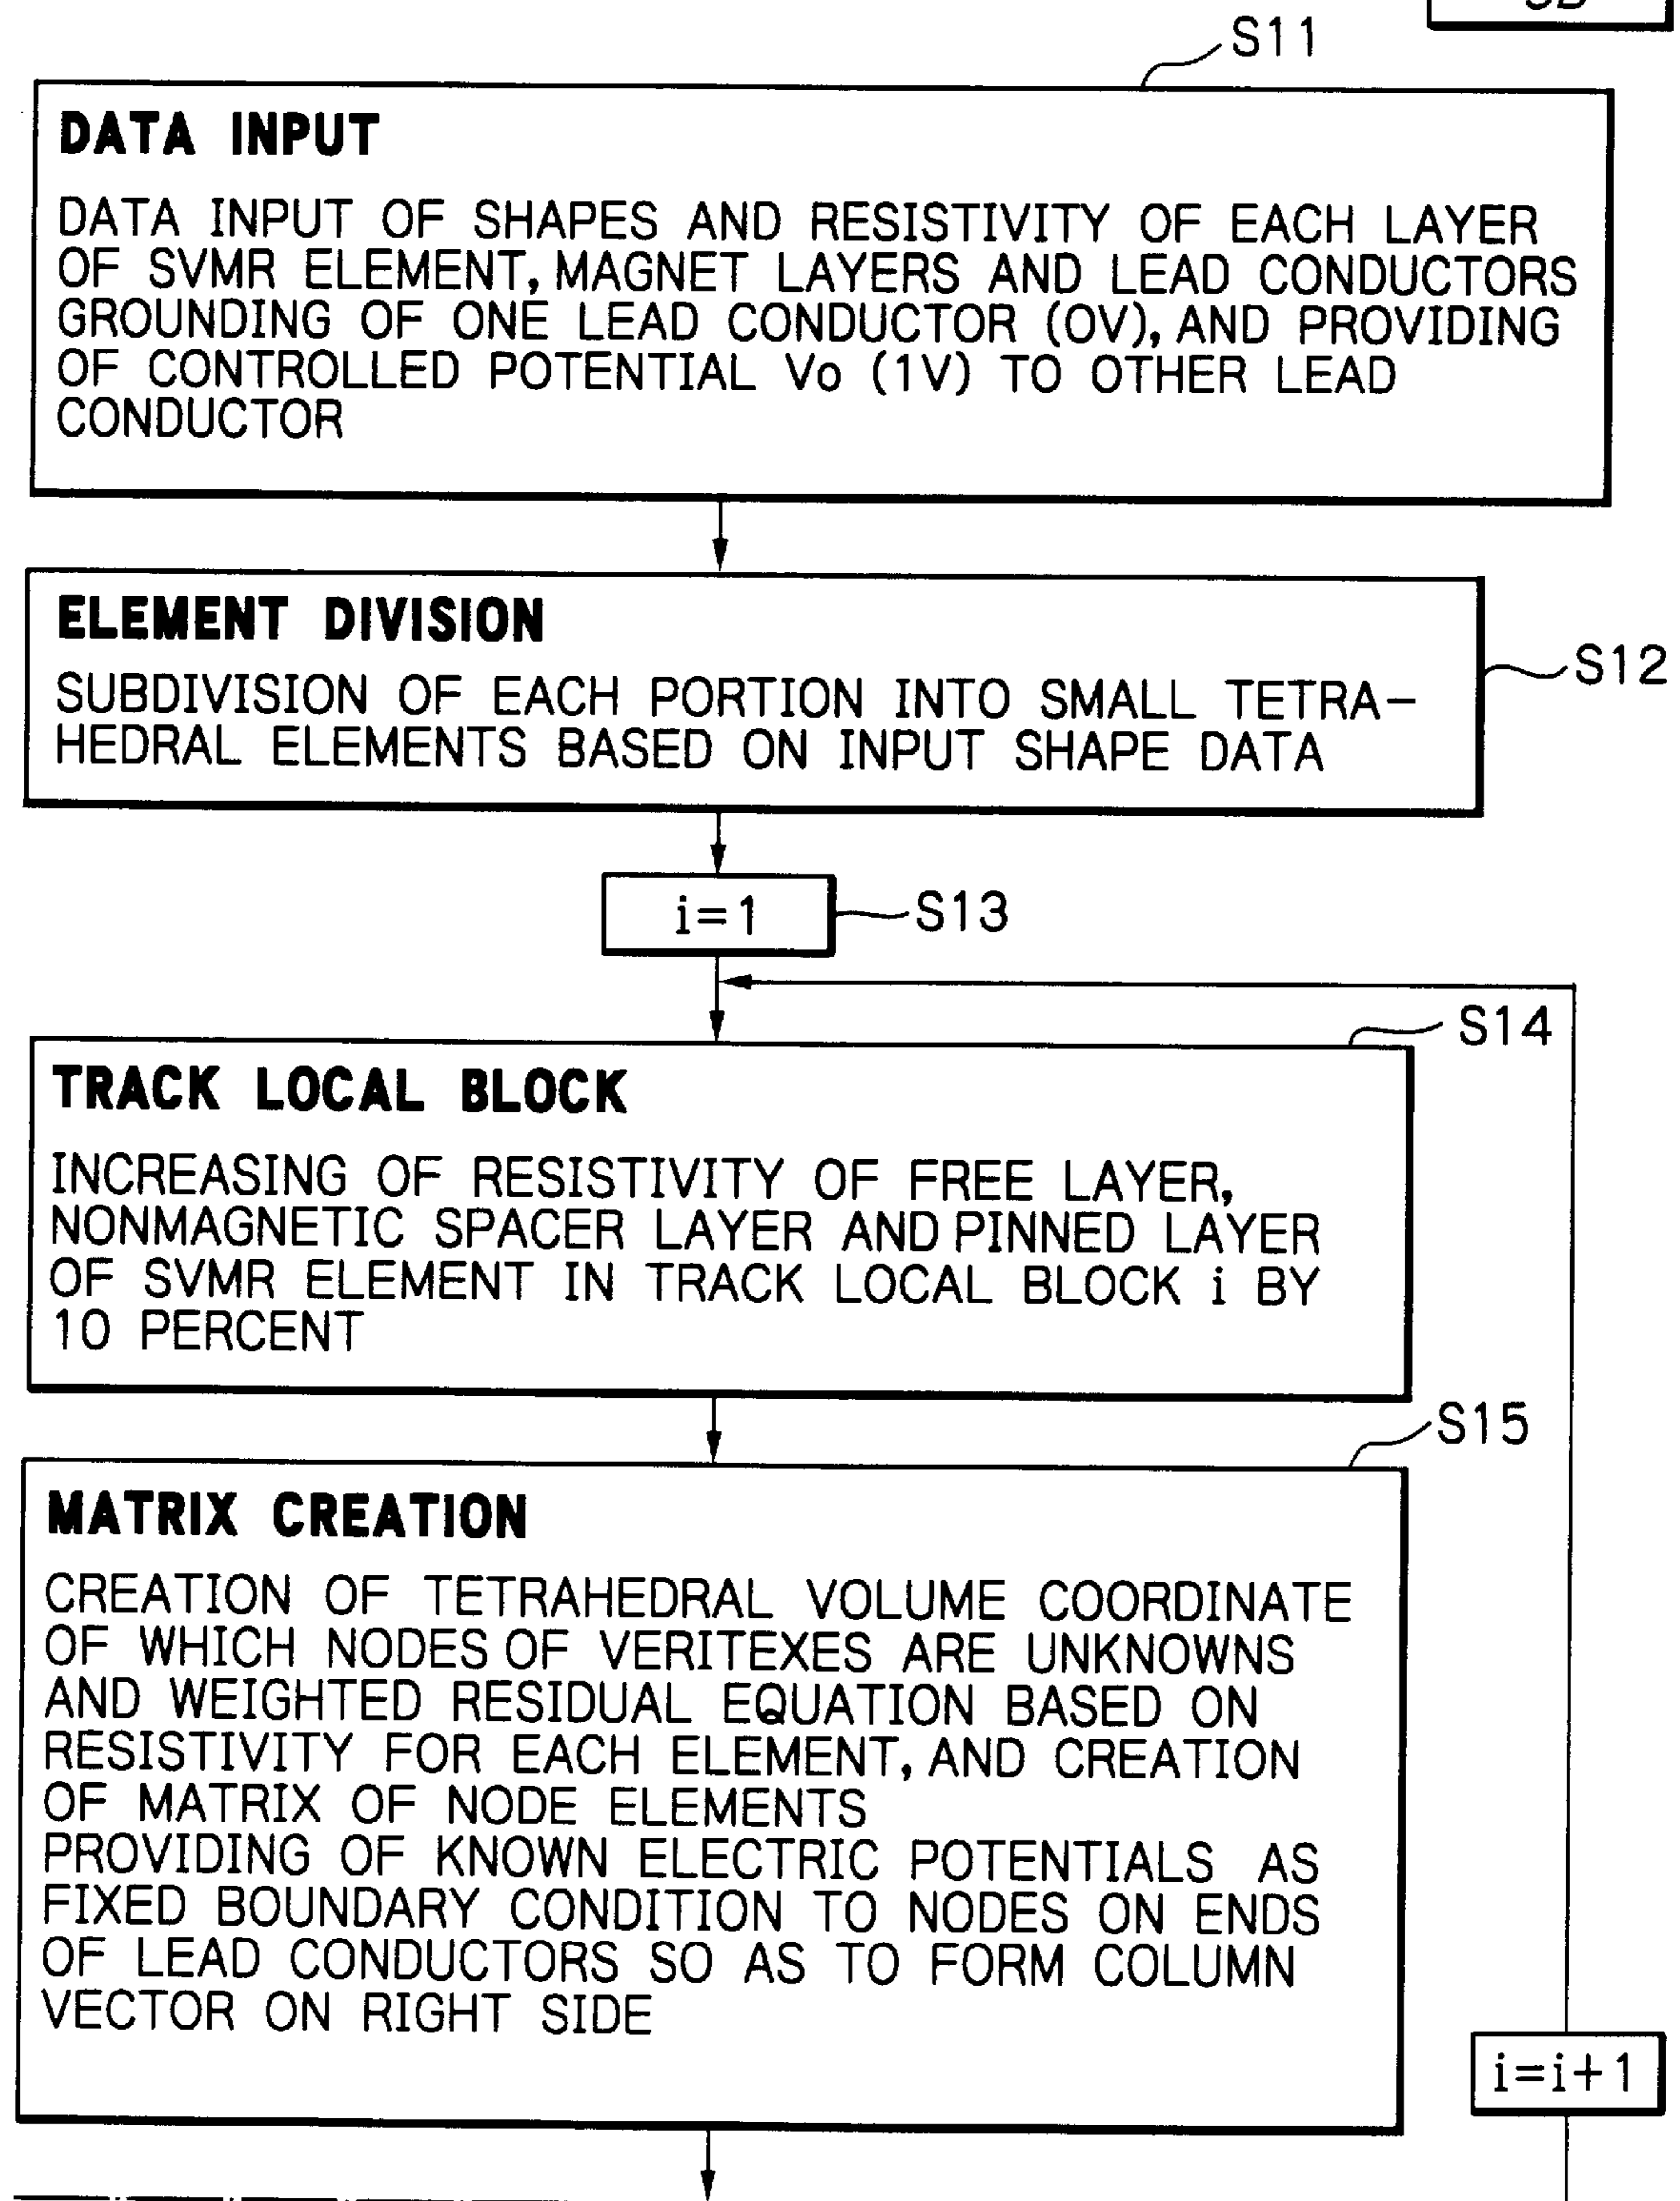 S11
DATA INPUT
DATA INPUT OF SHAPES AND RESISTIVITY OF EACH LAYER
OF SVMR ELEMENT, MAGNET LAYERS AND LEAD CONDUCTORS
GROUNDING OF ONE LEAD CONDUCTOR (OV), AND PROVIDING
OF CONTROLLED POTENTIAL Vo (1V) TO OTHER LEAD
CONDUCTOR
ELEMENT DIVISION
SUBDIVISION OF EACH PORTION INTO SMALL TETRA-
HEDRAL ELEMENTS BASED ON INPUT SHAPE DATA
S12
i=1
S13
S14
TRACK LOCAL BLOCK
INCREASING OF RESISTIVITY OF FREE LAYER,
NONMAGNETIC SPACER LAYER AND PINNED LAYER
OF SVMR ELEMENT IN TRACK LOCAL BLOCK i BY
10 PERCENT
S15
MATRIX CREATION
CREATION OF TETRAHEDRAL VOLUME COORDINATE
OF WHICH NODES OF VERITEXES ARE UNKNOWNS
AND WEIGHTED RESIDUAL EQUATION BASED ON
RESISTIVITY FOR EACH ELEMENT, AND CREATION
OF MATRIX OF NODE ELEMENTS
PROVIDING OF KNOWN ELECTRIC POTENTIALS AS
FIXED BOUNDARY CONDITION TO NODES ON ENDS
OF LEAD CONDUCTORS SO AS TO FORM COLUMN
VECTOR ON RIGHT SIDE
i=i+1